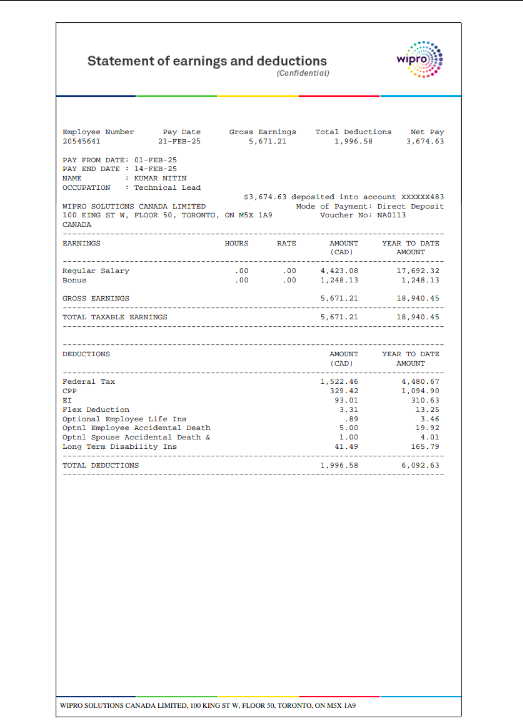 Statement of earnings and deductions
(Confidential)
wipro
Employee Number Pay Date Gross Earnings Total Deductions Net Pay
20545641 21-FEB-25 5,671.21 1,996.58 3,674.63
PAY FROM DATE: 01-FEB-25
PAY END DATE : 14-FEB-25
NAME : KUMAR NITIN
OCCUPATION : Technical Lead
$3,674.63 deposited into account XXXXXX483
WIPRO SOLUTIONS CANADA LIMITED Mode of Payment: Direct Deposit
100 KING ST W, FLOOR 50, TORONTO, ON M5X 1A9 Voucher No: NA0113
CANADA
EARNINGS HOURS RATE AMOUNT YEAR TO DATE
(CAD) AMOUNT
Regular Salary .00 .00 4,423.08 17,692.32
Bonus .00 .00 1,248.13 1,248.13
GROSS EARNINGS 5,671.21 18,940.45
TOTAL TAXABLE EARNINGS 5,671.21 18,940.45
DEDUCTIONS AMOUNT YEAR TO DATE
(CAD) AMOUNT
Federal Tax 1,522.46 4,480.67
CPP 329.42 1,094.90
EI 93.01 310.63
Flex Deduction 3.31 13.25
Optional Employee Life Ins .89 3.46
Optnl Employee Accidental Death 5.00 19.92
Optnl Spouse Accidental Death & 1.00 4.01
Long Term Disability Ins 41.49 165.79
TOTAL DEDUCTIONS 1,996.58 6,092.63
WIPRO SOLUTIONS CANADA LIMITED, 100 KING ST W, FLOOR 50, TORONTO, ON M5X 1A9